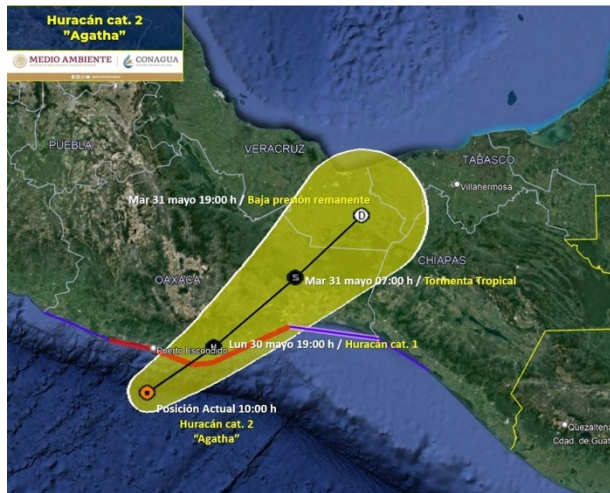 Huracán cat. 2
"Agatha"
MEDIO AMBIENTE
CONAGUA
PUEBLA
VERACRUZ
TABASCO
Villahermosa
Mar 31 mayo 19:00 h / Baja presión remanente
D
CHIAPAS
OAXACA
S
Mar 31 mayo 07:00 h / Tormenta Tropical
Puerto Escondido
H
Lun 30 mayo 19:00 h / Huracán cat. 1
Posición Actual 10:00 h
Huracán cat. 2
"Agatha"
Quezaltena
Cdad. de Guat